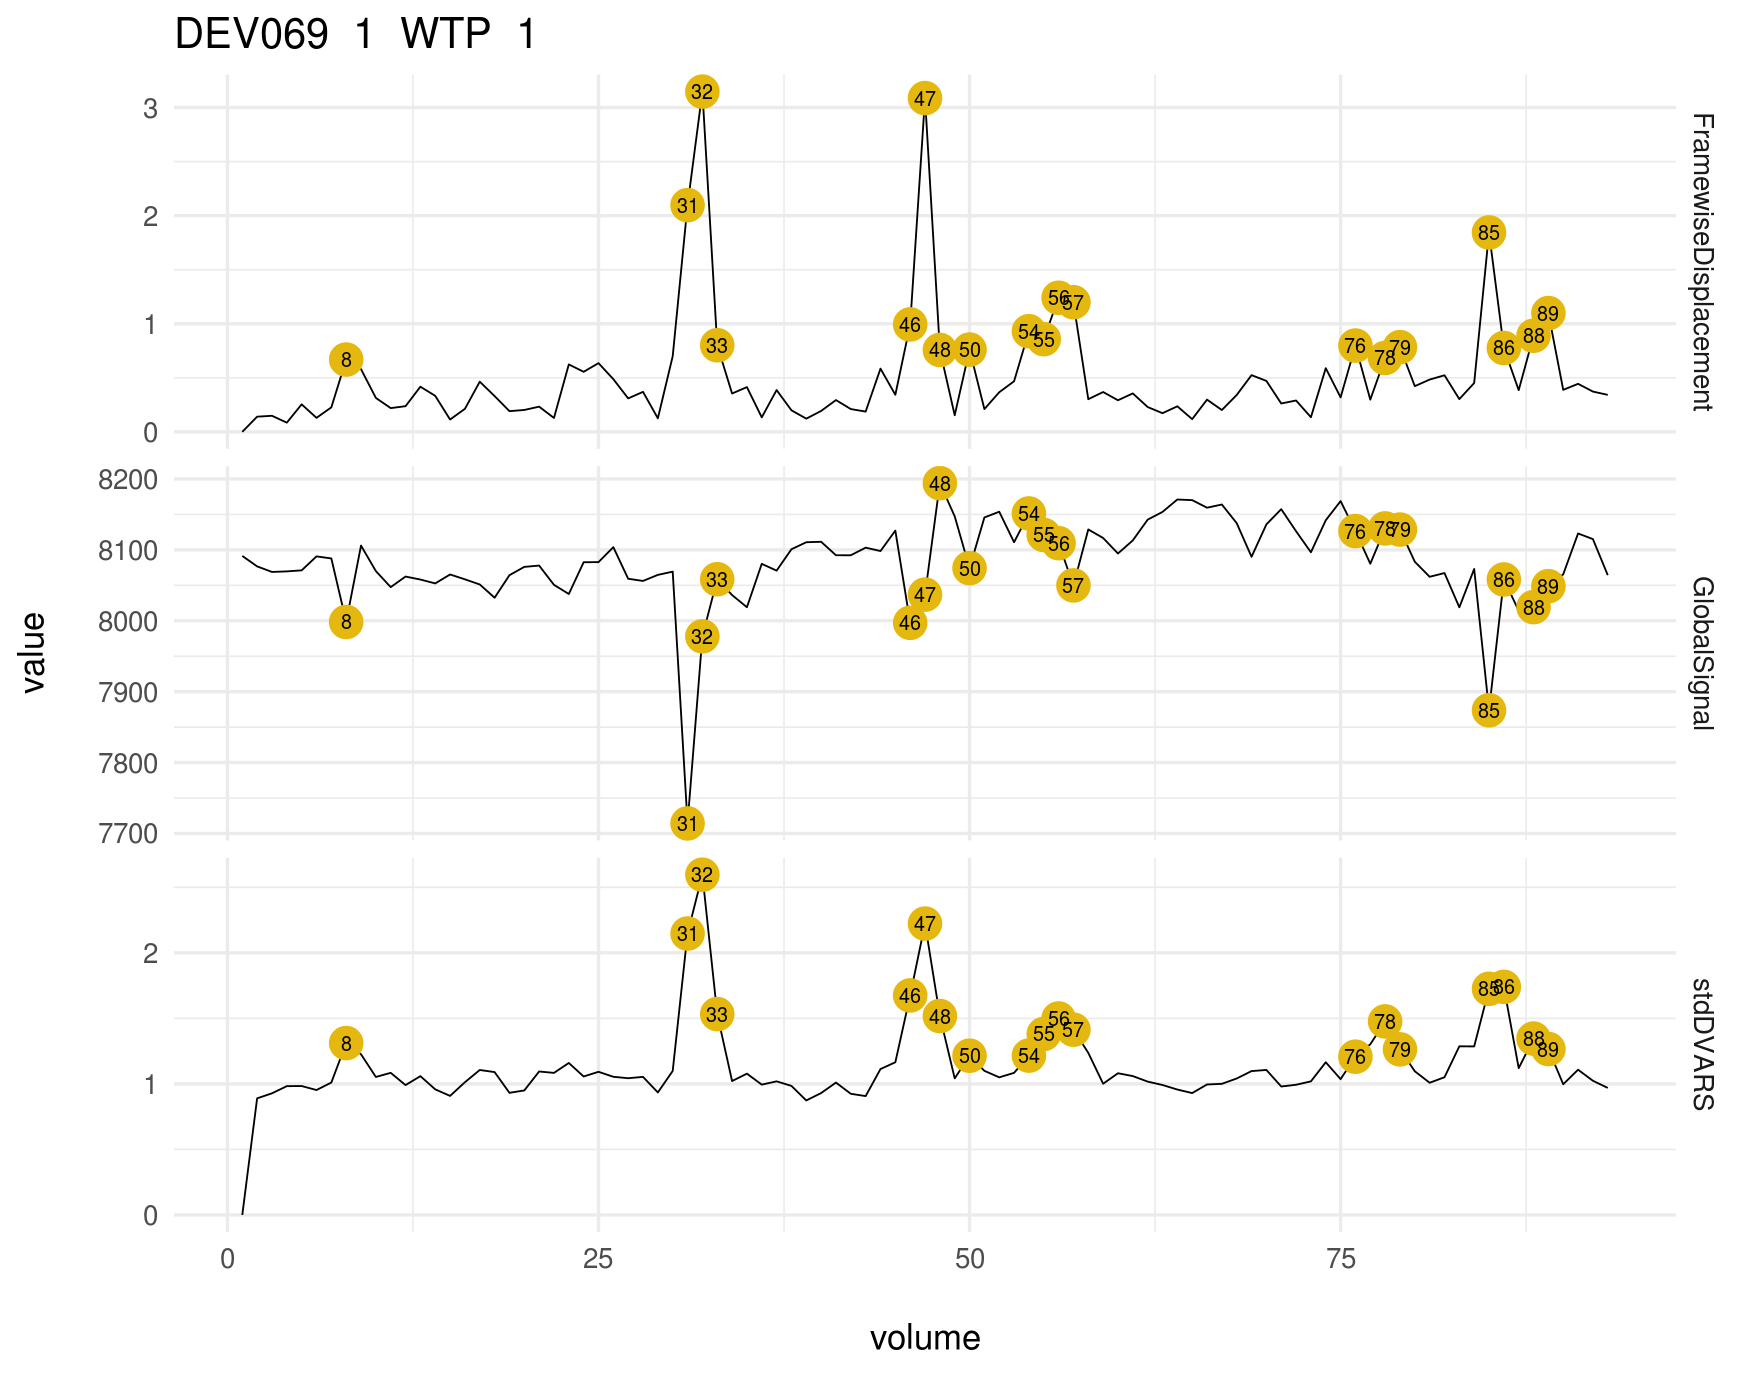 DEV069 1 WTP 1
3
2
1
0
8 31 32 33 46 47 48 50 54 55 56 57 76 78 79 85 86 88 89
FramewiseDisplacement
8200
8100
8000
7900
7800
7700
8 31 32 33 46 47 48 50 54 55 56 57 76 78 79 85 86 88 89
GlobalSignal
2
1
0
8 31 32 33 46 47 48 50 54 55 56 57 76 78 79 85 86 88 89
stdDVARS
value
0 25 50 75
volume